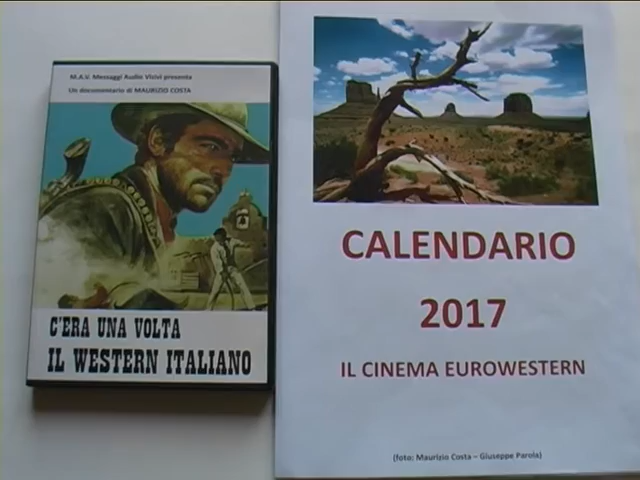 M.A.V. Messaggi Audio Visivi presenta
Un documentario di MAURIZIO COSTA
C'ERA UNA VOLTA
IL WESTERN ITALIANO
CALENDARIO
2017
IL CINEMA EUROWESTERN
(foto: Maurizio Costa – Giuseppe Parola)